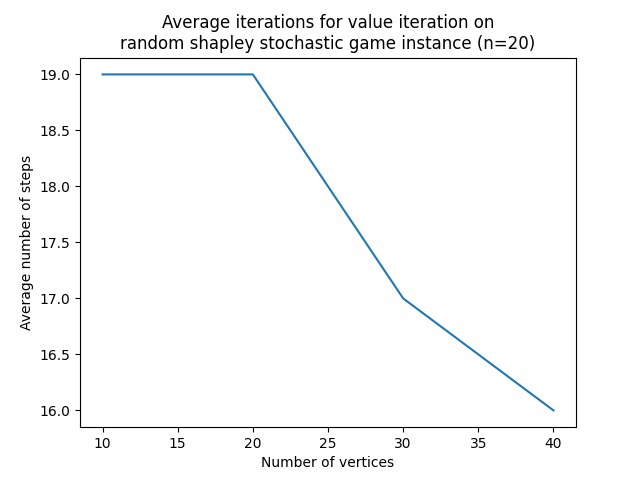 Average iterations for value iteration on
random shapley stochastic game instance (n=20)
19.0
18.5
18.0
17.5
17.0
16.5
16.0
Average number of steps
10 15 20 25 30 35 40
Number of vertices